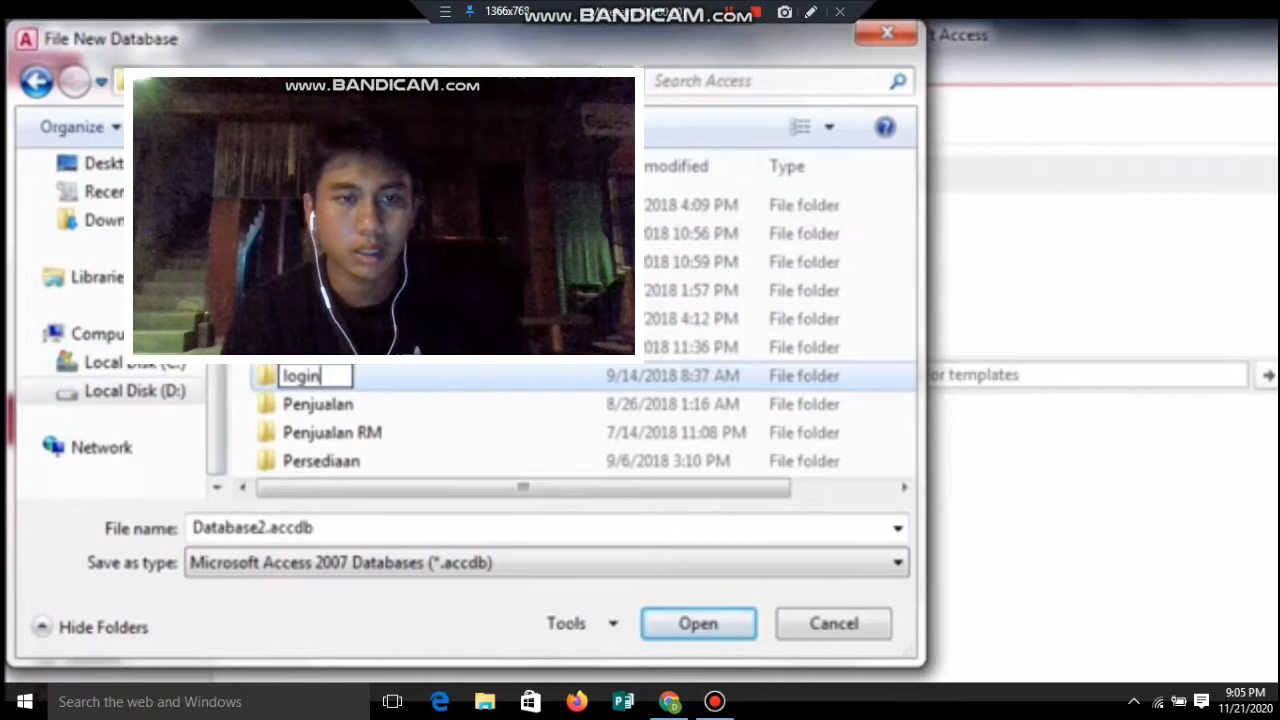 1366x768
www.BANDICAM.com
File New Database
t Access
Search Access
www.BANDICAM.com
Organize
Deskt
modified
Type
Recen
/2018 4:09 PM
File folder
Down
018 10:56 PM
File folder
018 10:59 PM
File folder
Librarie
018 1:57 PM
File folder
018 4:12 PM
File folder
Compu
018 11:36 PM
File folder
Local Disk (C:)
login
9/14/2018 8:37 AM
File folder
for templates
Local Disk (D:)
Penjualan
8/26/2018 1:16 AM
File folder
Network
Penjualan RM
7/14/2018 11:08 PM
File folder
Persediaan
9/6/2018 3:10 PM
File folder
File name:
Database2.accdb
Save as type:
Microsoft Access 2007 Databases (*.accdb)
Hide Folders
Tools
Open
Cancel
Search the web and Windows
9:05 PM
11/21/2020